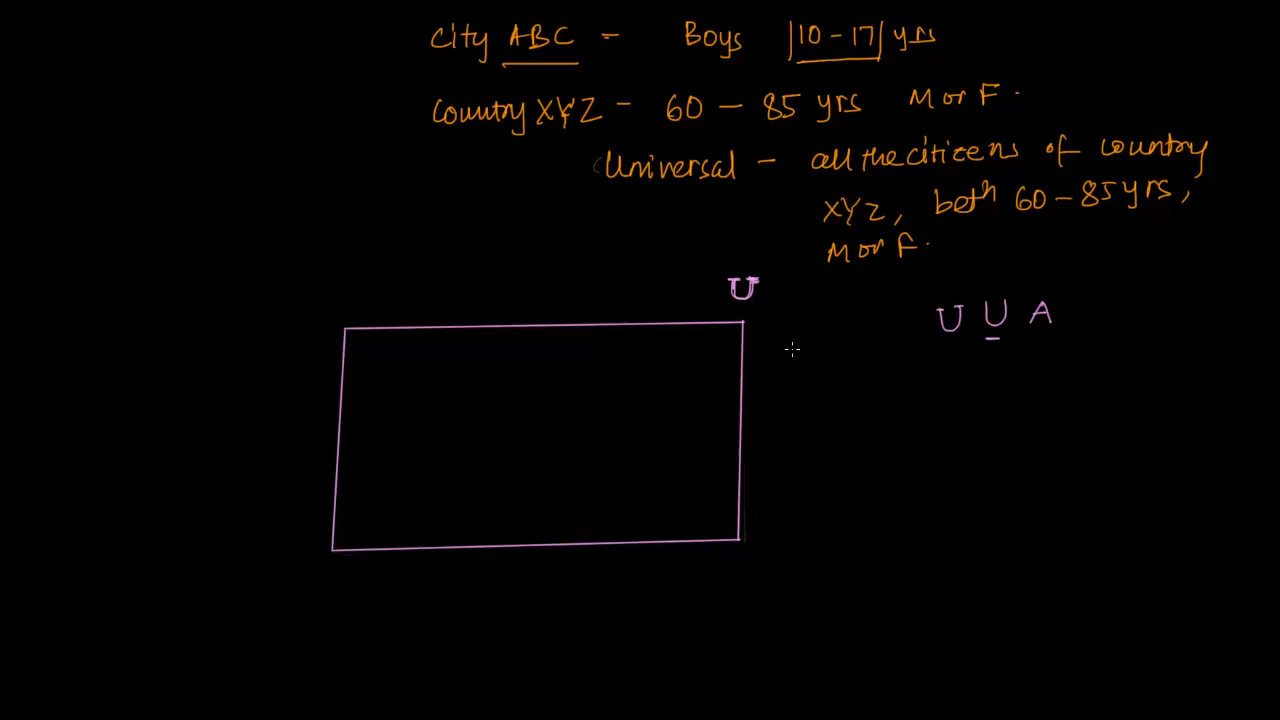 City ABC = Boys |10-17| yrs
Country XYZ - 60 - 85 yrs M or F.
Universal - all the citizens of country
XYZ, both 60-85 yrs,
M or F.
U
U U A